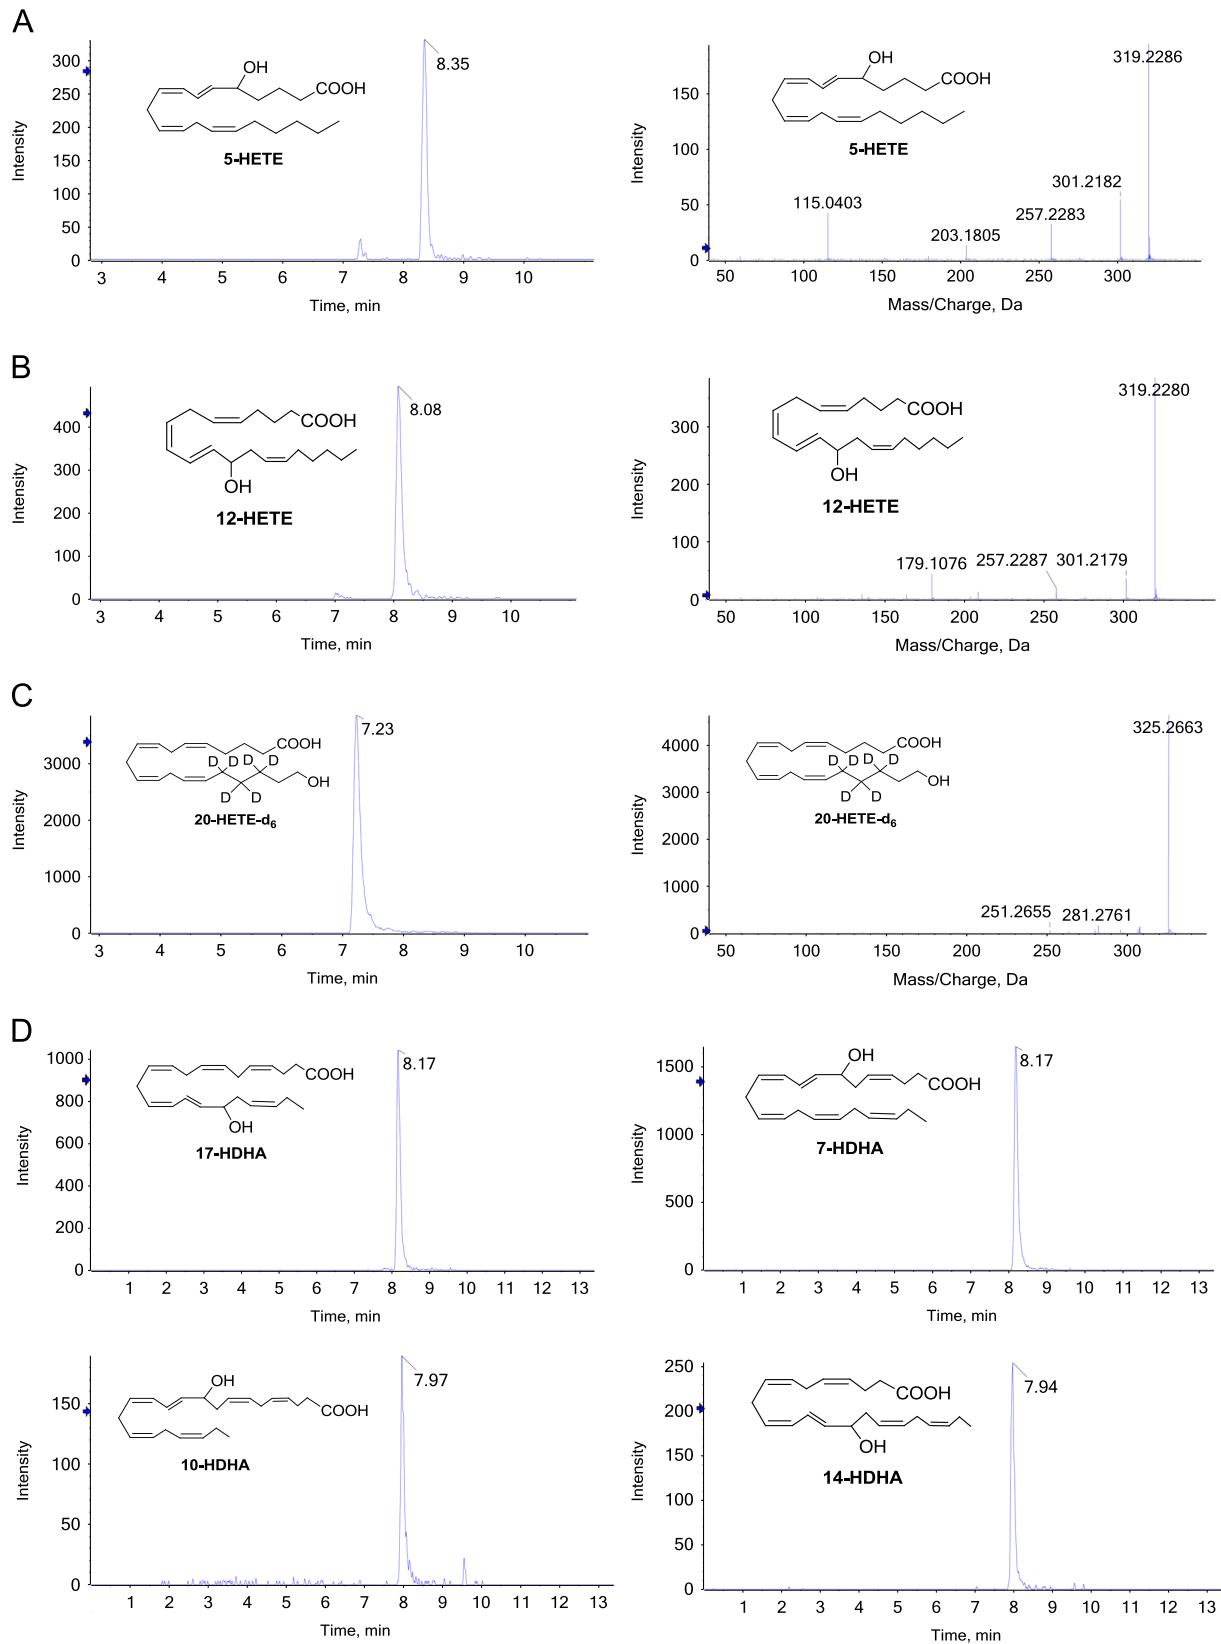 A
Intensity
300
250
200
150
100
50
0
8.35
OH
COOH
5-HETE
3 4 5 6 7 8 9 10
Time, min
Intensity
150
100
50
0
319.2286
301.2182
257.2283
203.1805
115.0403
OH
COOH
5-HETE
50 100 150 200 250 300
Mass/Charge, Da
B
Intensity
400
300
200
100
0
8.08
COOH
OH
12-HETE
3 4 5 6 7 8 9 10
Time, min
Intensity
300
200
100
0
319.2280
179.1076 257.2287 301.2179
COOH
OH
12-HETE
50 100 150 200 250 300
Mass/Charge, Da
C
Intensity
3000
2000
1000
0
7.23
COOH
D D D D
OH
D D
20-HETE-d6
3 4 5 6 7 8 9 10
Time, min
Intensity
4000
3000
2000
1000
0
325.2663
251.2655 281.2761
COOH
D D D D
OH
D D
20-HETE-d6
50 100 150 200 250 300
Mass/Charge, Da
D
Intensity
1000
800
600
400
200
0
8.17
COOH
OH
17-HDHA
1 2 3 4 5 6 7 8 9 10 11 12 13
Time, min
Intensity
1500
1000
500
0
8.17
OH
COOH
7-HDHA
1 2 3 4 5 6 7 8 9 10 11 12 13
Time, min
Intensity
150
100
50
0
7.97
OH
COOH
10-HDHA
1 2 3 4 5 6 7 8 9 10 11 12 13
Time, min
Intensity
250
200
150
100
50
0
7.94
COOH
OH
14-HDHA
1 2 3 4 5 6 7 8 9 10 11 12 13
Time, min